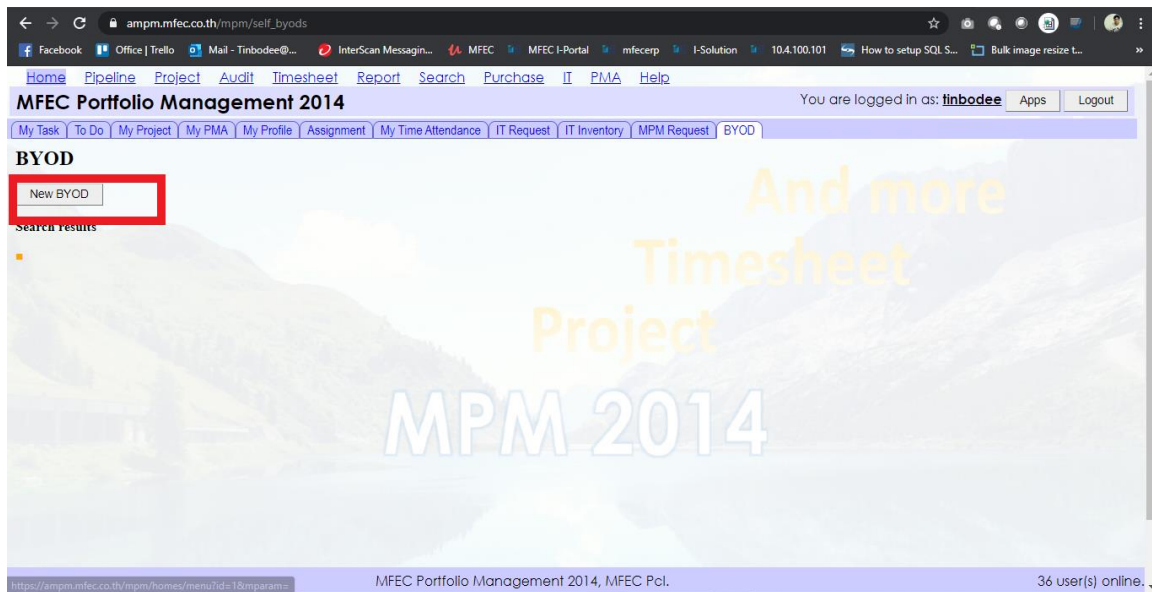 ampm.mfec.co.th/mpm/self_byods
Facebook Office | Trello Mail - Tinbodee@... InterScan Messagin... MFEC MFEC I-Portal mfecerp I-Solution 10.4.100.101 How to setup SQL S... Bulk image resize t... »
Home Pipeline Project Audit Timesheet Report Search Purchase IT PMA Help
MFEC Portfolio Management 2014 You are logged in as: tinbodee Apps Logout
My Task To Do My Project My PMA My Profile Assignment My Time Attendance IT Request IT Inventory MPM Request BYOD
BYOD
New BYOD
Search results
And more
Timesheet
Project
MPM 2014
https://ampm.mfec.co.th/mpm/homes/menu?id=1&mparam= MFEC Portfolio Management 2014, MFEC Pcl. 36 user(s) online.